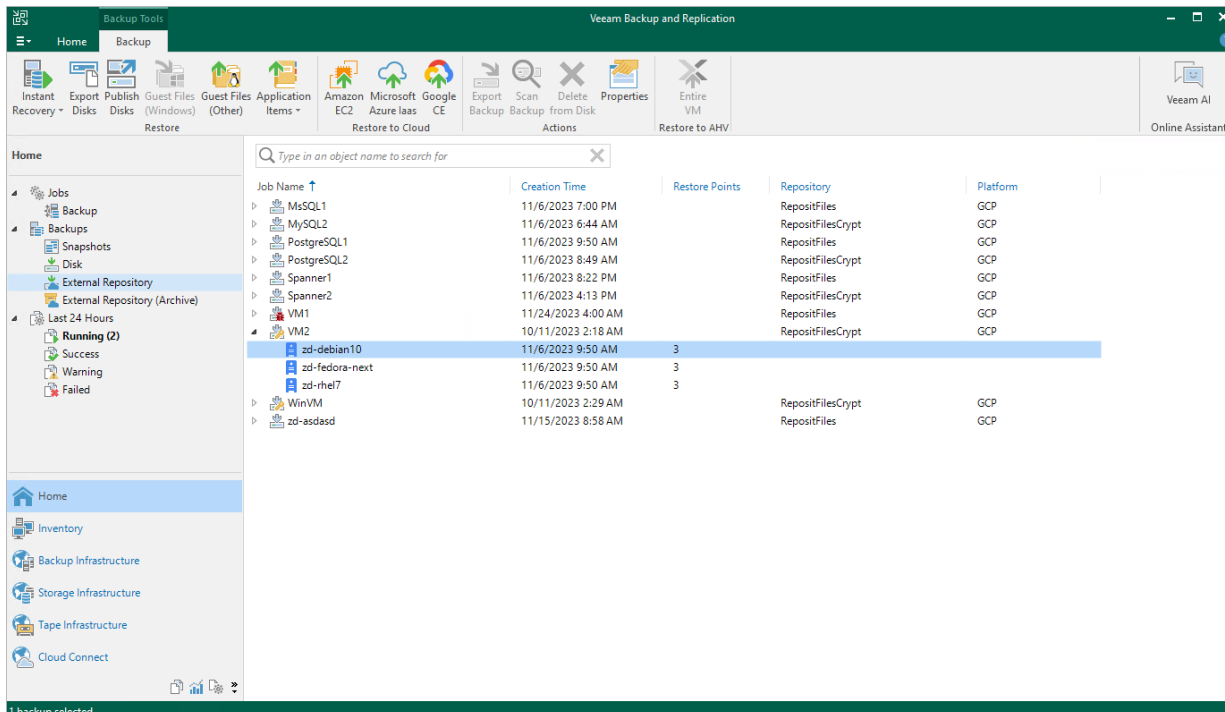 Backup Tools
Veeam Backup and Replication
Home Backup
Instant Recovery Export Disks Publish Disks Guest Files (Windows) Guest Files (Other) Application Items Amazon EC2 Microsoft Azure Iaas Google CE Export Backup Scan Backup Delete from Disk Properties Entire VM Veeam AI
Restore Restore to Cloud Actions Restore to AHV Online Assistant
Home
Jobs
Backup
Backups
Snapshots
Disk
External Repository
External Repository (Archive)
Last 24 Hours
Running (2)
Success
Warning
Failed
Home
Inventory
Backup Infrastructure
Storage Infrastructure
Tape Infrastructure
Cloud Connect
Type in an object name to search for
Job Name Creation Time Restore Points Repository Platform
MsSQL1 11/6/2023 7:00 PM RepositFiles GCP
MySQL2 11/6/2023 6:44 AM RepositFilesCrypt GCP
PostgreSQL1 11/6/2023 9:50 AM RepositFiles GCP
PostgreSQL2 11/6/2023 8:49 AM RepositFilesCrypt GCP
Spanner1 11/6/2023 8:22 PM RepositFiles GCP
Spanner2 11/6/2023 4:13 PM RepositFilesCrypt GCP
VM1 11/24/2023 4:00 AM RepositFiles GCP
VM2 10/11/2023 2:18 AM RepositFilesCrypt GCP
zd-debian10 11/6/2023 9:50 AM 3
zd-fedora-next 11/6/2023 9:50 AM 3
zd-rhel7 11/6/2023 9:50 AM 3
WinVM 10/11/2023 2:29 AM RepositFilesCrypt GCP
zd-asdasd 11/15/2023 8:58 AM RepositFiles GCP
1 backup selected